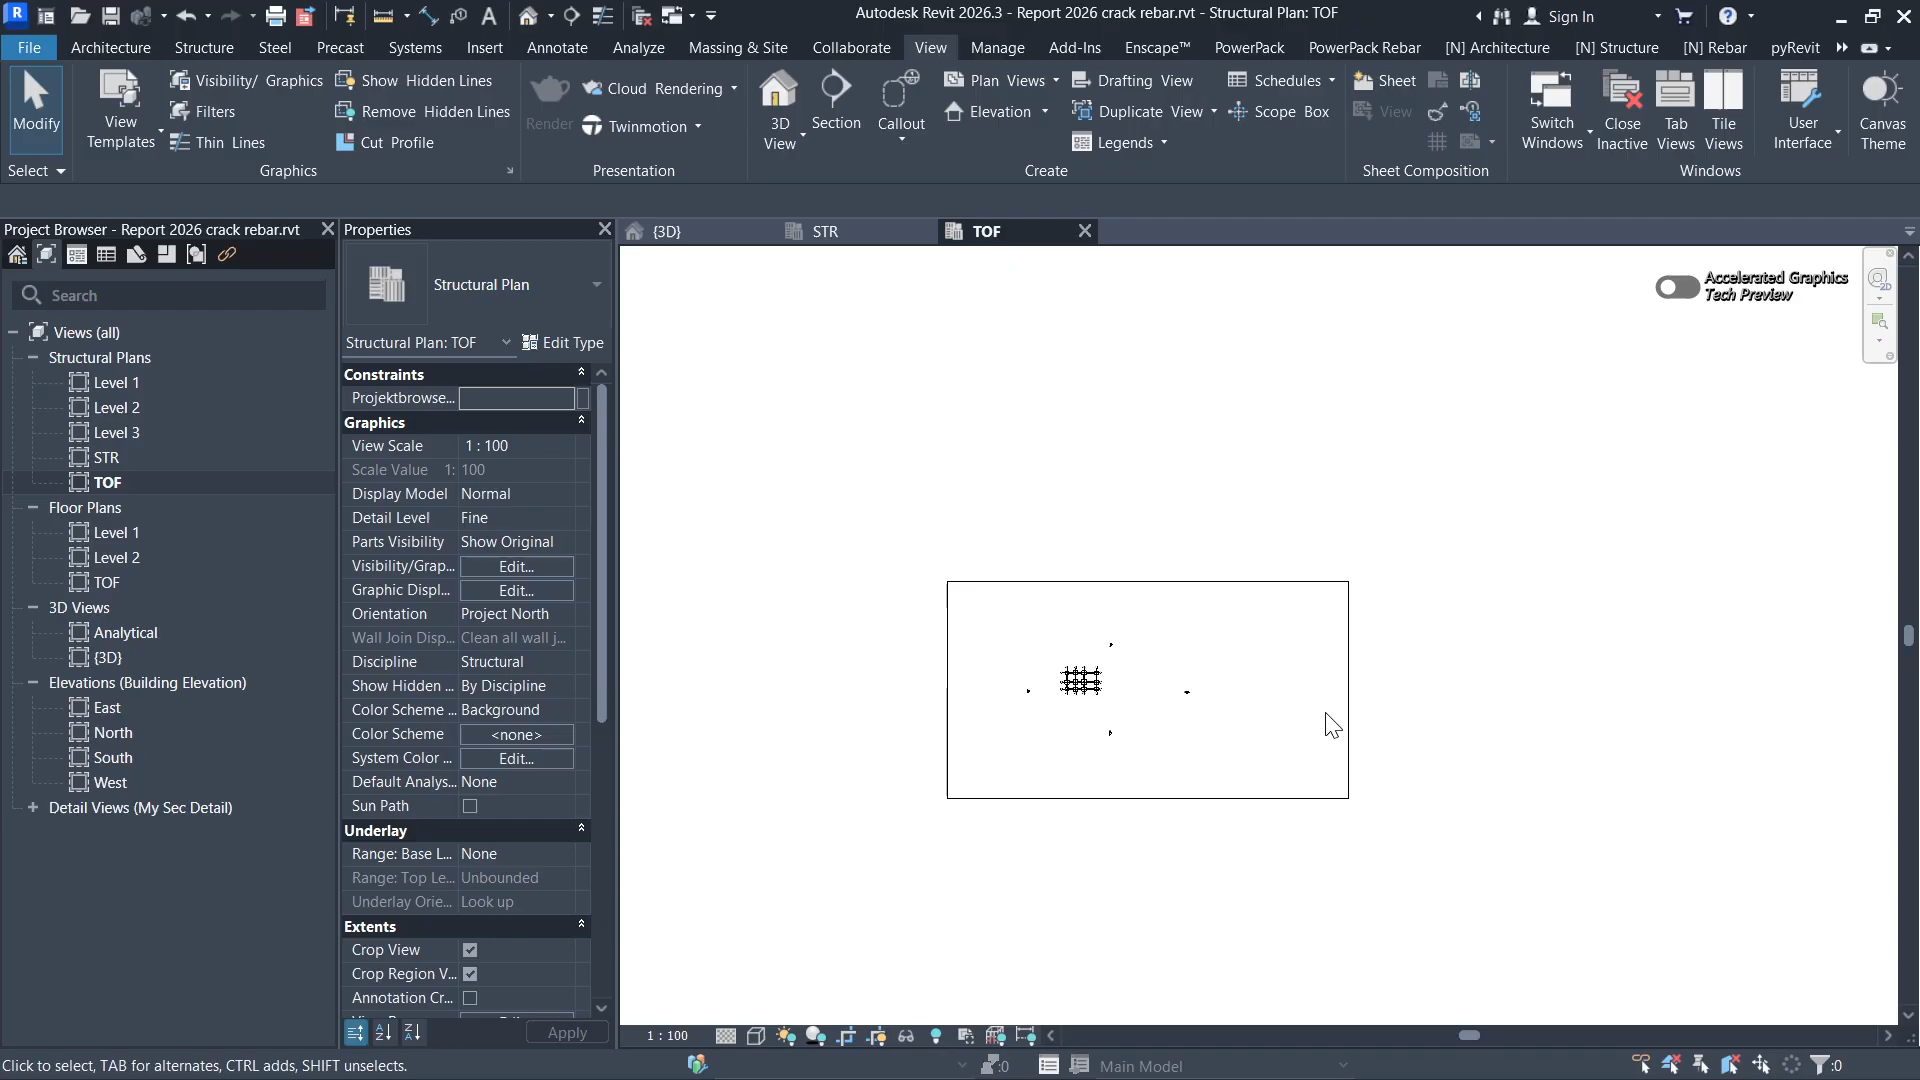 Autodesk Revit 2026.3 - Report 2026 crack rebar.rvt - Structural Plan: TOF
Sign In
File Architecture Structure Steel Precast Systems Insert Annotate Analyze Massing & Site Collaborate View Manage Add-Ins Enscape™ PowerPack PowerPack Rebar [N] Architecture [N] Structure [N] Rebar pyRevit
Modify
View Templates
Visibility/ Graphics
Filters
Thin Lines
Show Hidden Lines
Remove Hidden Lines
Cut Profile
Render
Cloud Rendering
Twinmotion
3D View
Section
Callout
Plan Views
Elevation
Drafting View
Duplicate View
Legends
Schedules
Scope Box
Sheet
View
Switch Windows
Close Inactive
Tab Views
Tile Views
User Interface
Canvas Theme
Select Graphics Presentation Create Sheet Composition Windows
Project Browser - Report 2026 crack rebar.rvt
Search
Views (all)
Structural Plans
Level 1
Level 2
Level 3
STR
TOF
Floor Plans
Level 1
Level 2
TOF
3D Views
Analytical
{3D}
Elevations (Building Elevation)
East
North
South
West
Detail Views (My Sec Detail)
Properties
Structural Plan
Structural Plan: TOF Edit Type
Constraints
Projektbrowse...
Graphics
View Scale 1 : 100
Scale Value 1: 100
Display Model Normal
Detail Level Fine
Parts Visibility Show Original
Visibility/Grap... Edit...
Graphic Displ... Edit...
Orientation Project North
Wall Join Disp... Clean all wall j...
Discipline Structural
Show Hidden ... By Discipline
Color Scheme ... Background
Color Scheme <none>
System Color ... Edit...
Default Analys... None
Sun Path
Underlay
Range: Base L... None
Range: Top Le... Unbounded
Underlay Orie... Look up
Extents
Crop View
Crop Region V...
Annotation Cr...
Apply
{3D} STR TOF
Accelerated Graphics
Tech Preview
2D
1 : 100
Click to select, TAB for alternates, CTRL adds, SHIFT unselects.
:0
Main Model
:0